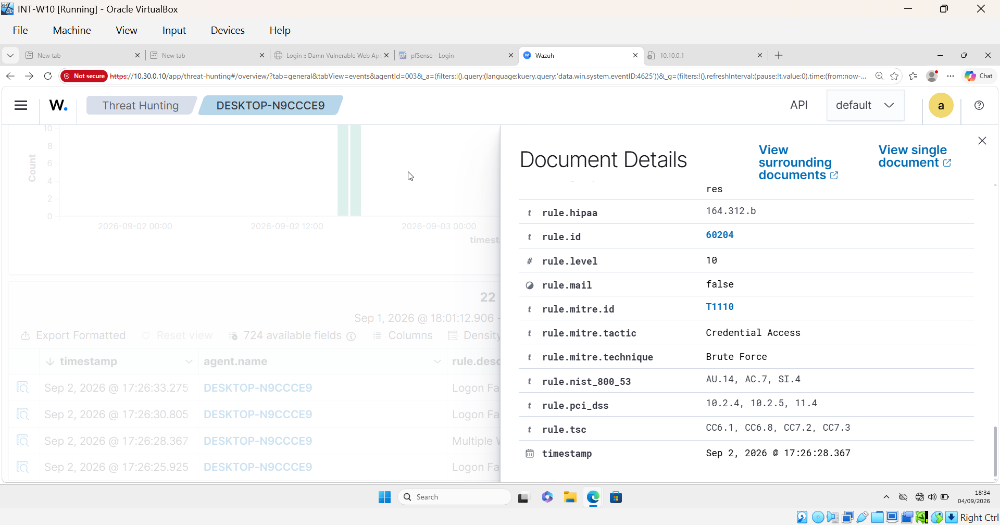 INT-W10 [Running] - Oracle VirtualBox
File Machine View Input Devices Help
New tab New tab Login :: Damn Vulnerable Web Ap pfSense - Login Wazuh 10.10.0.1
Not secure https://10.30.0.10/app/threat-hunting#/overview/?tab=general&tabView=events&agentId=003&_a=(filters:!(),query:(language:kuery,query:'data.win.system.eventID:4625'))&_g=(filters:!(),refreshInterval:(pause:!t,value:0),time:(from:now-... Chat
W. Threat Hunting DESKTOP-N9CCCE9 API default a
10
8
6
4
2
0
Count
2026-09-02 00:00 2026-09-02 12:00 2026-09-03 00:00
timest
22
Sep 1, 2026 @ 18:01:12.906 -
Export Formatted Reset view 724 available fields Columns Density
timestamp agent.name rule.desc
Sep 2, 2026 @ 17:26:33.275 DESKTOP-N9CCCE9 Logon Fa
Sep 2, 2026 @ 17:26:30.805 DESKTOP-N9CCCE9 Logon Fa
Sep 2, 2026 @ 17:26:28.367 DESKTOP-N9CCCE9 Multiple W
Sep 2, 2026 @ 17:26:25.925 DESKTOP-N9CCCE9 Logon Fa
Document Details
View surrounding documents
View single document
res
t rule.hipaa 164.312.b
t rule.id 60204
# rule.level 10
rule.mail false
t rule.mitre.id T1110
t rule.mitre.tactic Credential Access
t rule.mitre.technique Brute Force
t rule.nist_800_53 AU.14, AC.7, SI.4
t rule.pci_dss 10.2.4, 10.2.5, 11.4
t rule.tsc CC6.1, CC6.8, CC7.2, CC7.3
timestamp Sep 2, 2026 @ 17:26:28.367
Search
18:34
04/09/2026
Right Ctrl